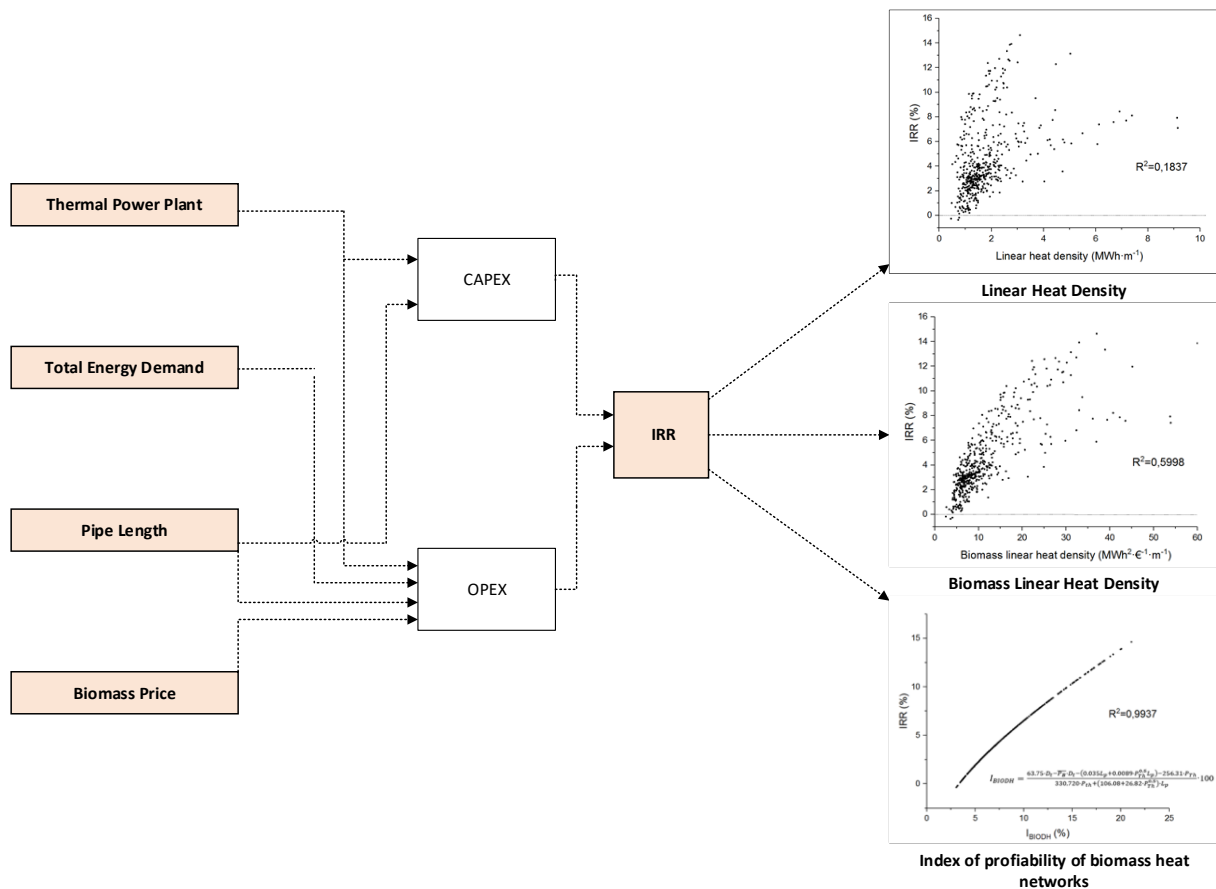 Thermal Power Plant
Total Energy Demand
Pipe Length
Biomass Price
CAPEX
OPEX
IRR
16
14
12
10
8
6
4
2
0
IRR (%)
R²=0,1837
0 2 4 6 8 10
Linear heat density (MWh·m⁻¹)
Linear Heat Density
16
14
12
10
8
6
4
2
0
IRR (%)
R²=0,5998
0 10 20 30 40 50 60
Biomass linear heat density (MWh²·€⁻¹·m⁻¹)
Biomass Linear Heat Density
15
10
5
0
IRR (%)
R²=0,9937
0 5 10 15 20 25
I_BIODH (%)
Index of profiability of biomass heat
networks